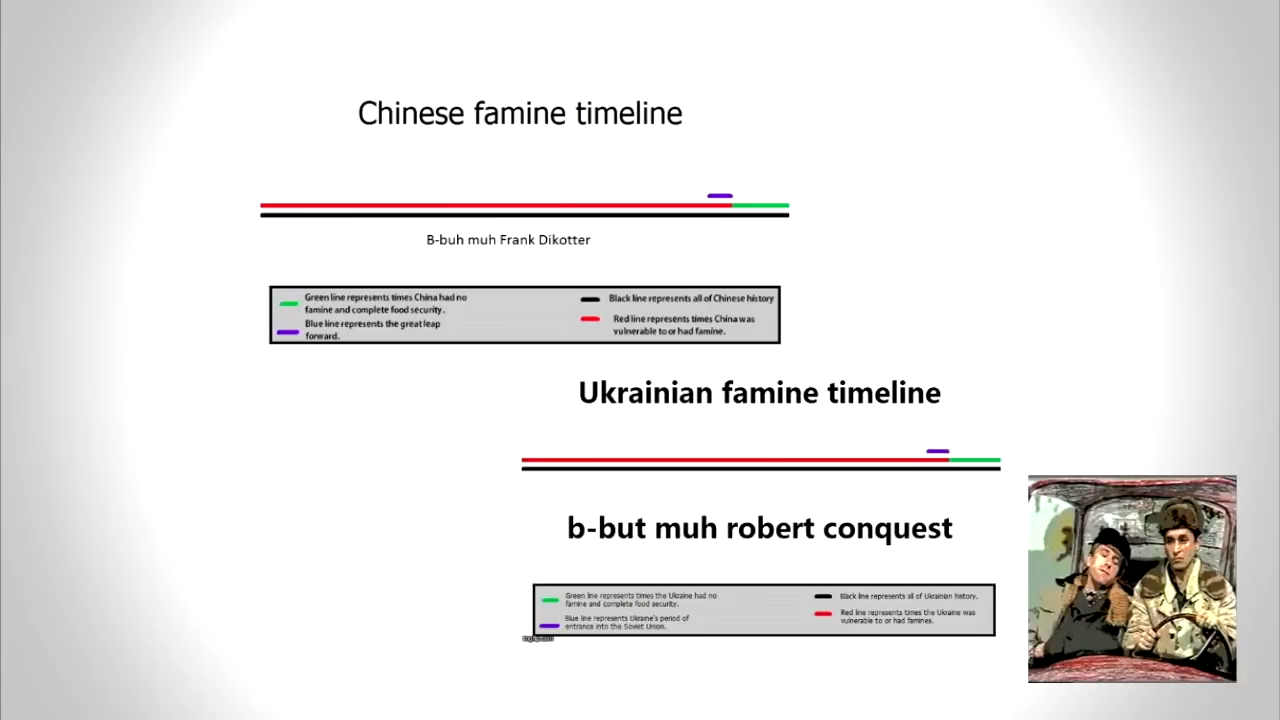 Chinese famine timeline
B-buh muh Frank Dikotter
Green line represents times China had no
famine and complete food security.
Blue line represents the great leap
forward.
Black line represents all of Chinese history
Red line represents times China was
vulnerable to or had famine.
Ukrainian famine timeline
b-but muh robert conquest
Green line represents times the Ukraine had no
famine and complete food security.
Blue line represents Ukraine's period of
entrance into the Soviet Union.
Black line represents all of Ukrainian history.
Red line represents times the Ukraine was
vulnerable to or had famines.